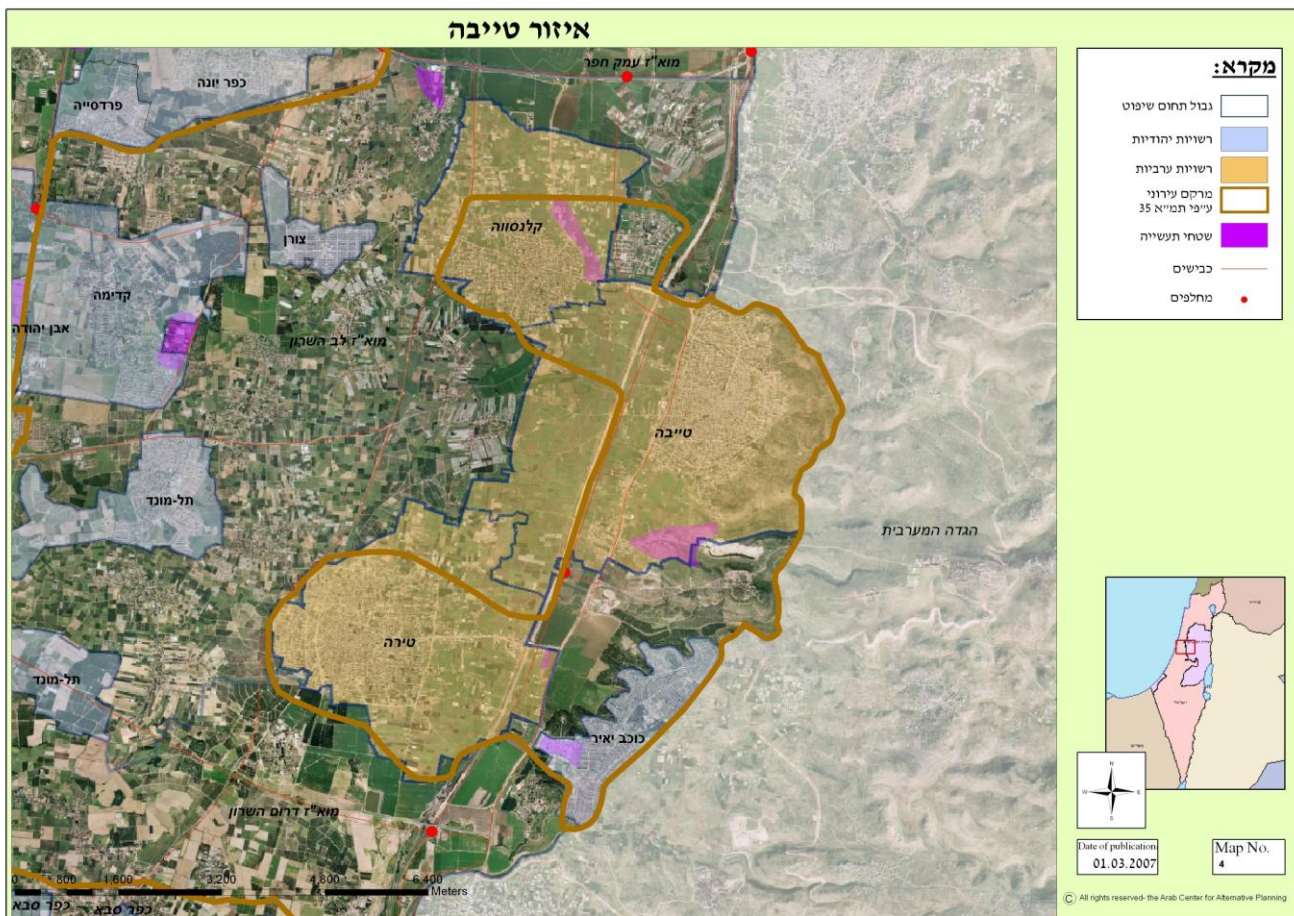 איזור טייבה
מוא"ז עמק חפר
כפר יונה
פרדסייה
קלנסווה
צורן
קדימה
אבן יהודה
מוא"ז לב השרון
טייבה
תל-מונד
הגדה המערבית
טירה
תל-מונד
כוכב יאיר
מוא"ז דרום השרון
0 800 1,600 3,200 4,800 6,400
Meters
כפר סבא
כפר סבא
מקרא:
גבול תחום שיפוט
רשויות יהודיות
רשויות ערביות
מרקם עירוני
ע״פי תמ״א 35
שטחי תעשייה
כבישים
מחלפים
ישראל
N
W E
S
Date of publication:
01.03.2007
Map No.
4
© All rights reserved- the Arab Center for Alternative Planning